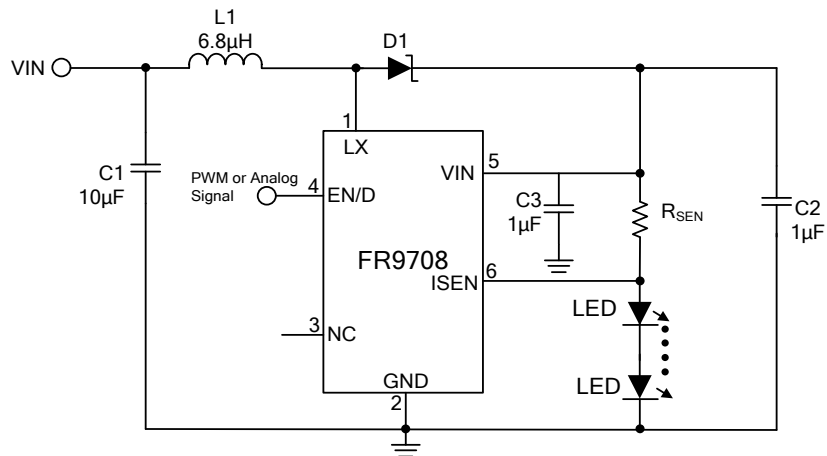 L1
6.8μH
D1
VIN
1
LX
C1
10μF
PWM or Analog
Signal
4
EN/D
VIN
5
C3
1μF
RSEN
C2
1μF
FR9708
ISEN
6
LED
3
NC
LED
GND
2